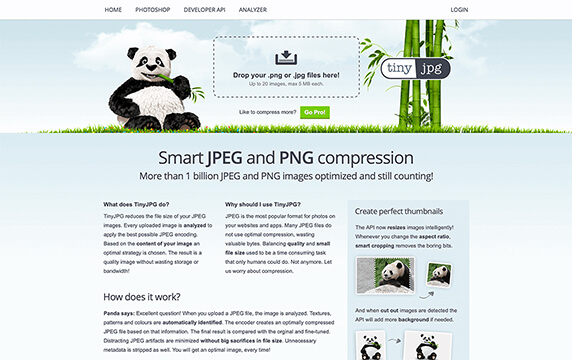 HOME PHOTOSHOP DEVELOPER API ANALYZER LOGIN
Drop your .png or .jpg files here!
Up to 20 images, max 5 MB each.
tiny jpg
Like to compress more? Go Pro!
Smart JPEG and PNG compression
More than 1 billion JPEG and PNG images optimized and still counting!
What does TinyJPG do?
TinyJPG reduces the file size of your JPEG
images. Every uploaded image is analyzed to
apply the best possible JPEG encoding.
Based on the content of your image an
optimal strategy is chosen. The result is a
quality image without wasting storage or
bandwidth!
Why should I use TinyJPG?
JPEG is the most popular format for photos on
your websites and apps. Many JPEG files do
not use optimal compression, wasting
valuable bytes. Balancing quality and small
file size used to be a time consuming task
that only humans could do. Not anymore. Let
us worry about compression.
How does it work?
Panda says: Excellent question! When you upload a JPEG file, the image is analyzed. Textures,
patterns and colours are automatically identified. The encoder creates an optimally compressed
JPEG file based on that information. The final result is compared with the orginal and fine-tuned.
Distracting JPEG artifacts are minimized without big sacrifices in file size. Unnecessary
metadata is stripped as well. You will get an optimal image, every time!
Create perfect thumbnails
The API now resizes images intelligently!
Whenever you change the aspect ratio,
smart cropping removes the boring bits.
And when cut out images are detected the
API will add more background if needed.